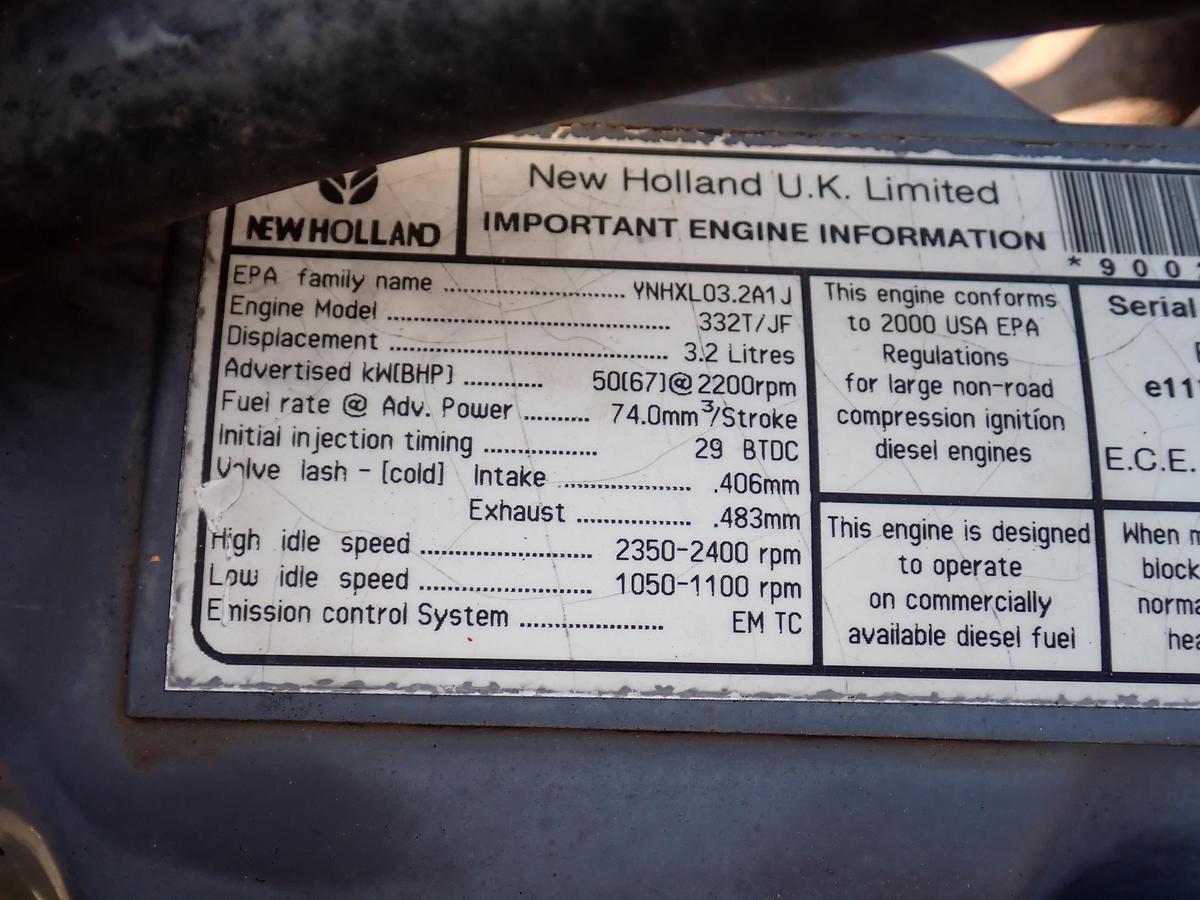 NEW HOLLAND
New Holland U.K. Limited
IMPORTANT ENGINE INFORMATION
*900
EPA family name ........................ YNHXL03.2A1J
Engine Model ........................ 332T/JF
Displacement ........................ 3.2 Litres
Advertised kW[BHP] ............ 50[67]@2200rpm
Fuel rate @ Adv. Power .......... 74.0mm³/Stroke
Initial injection timing ................ 29 BTDC
Valve lash - [cold] Intake .................. .406mm
Exhaust ................ .483mm
High idle speed ........................ 2350-2400 rpm
Low idle speed ........................ 1050-1100 rpm
Emission control System .................... EM TC
This engine conforms
to 2000 USA EPA
Regulations
for large non-road
compression ignition
diesel engines
This engine is designed
to operate
on commercially
available diesel fuel
Serial
e11
E.C.E.
When
block